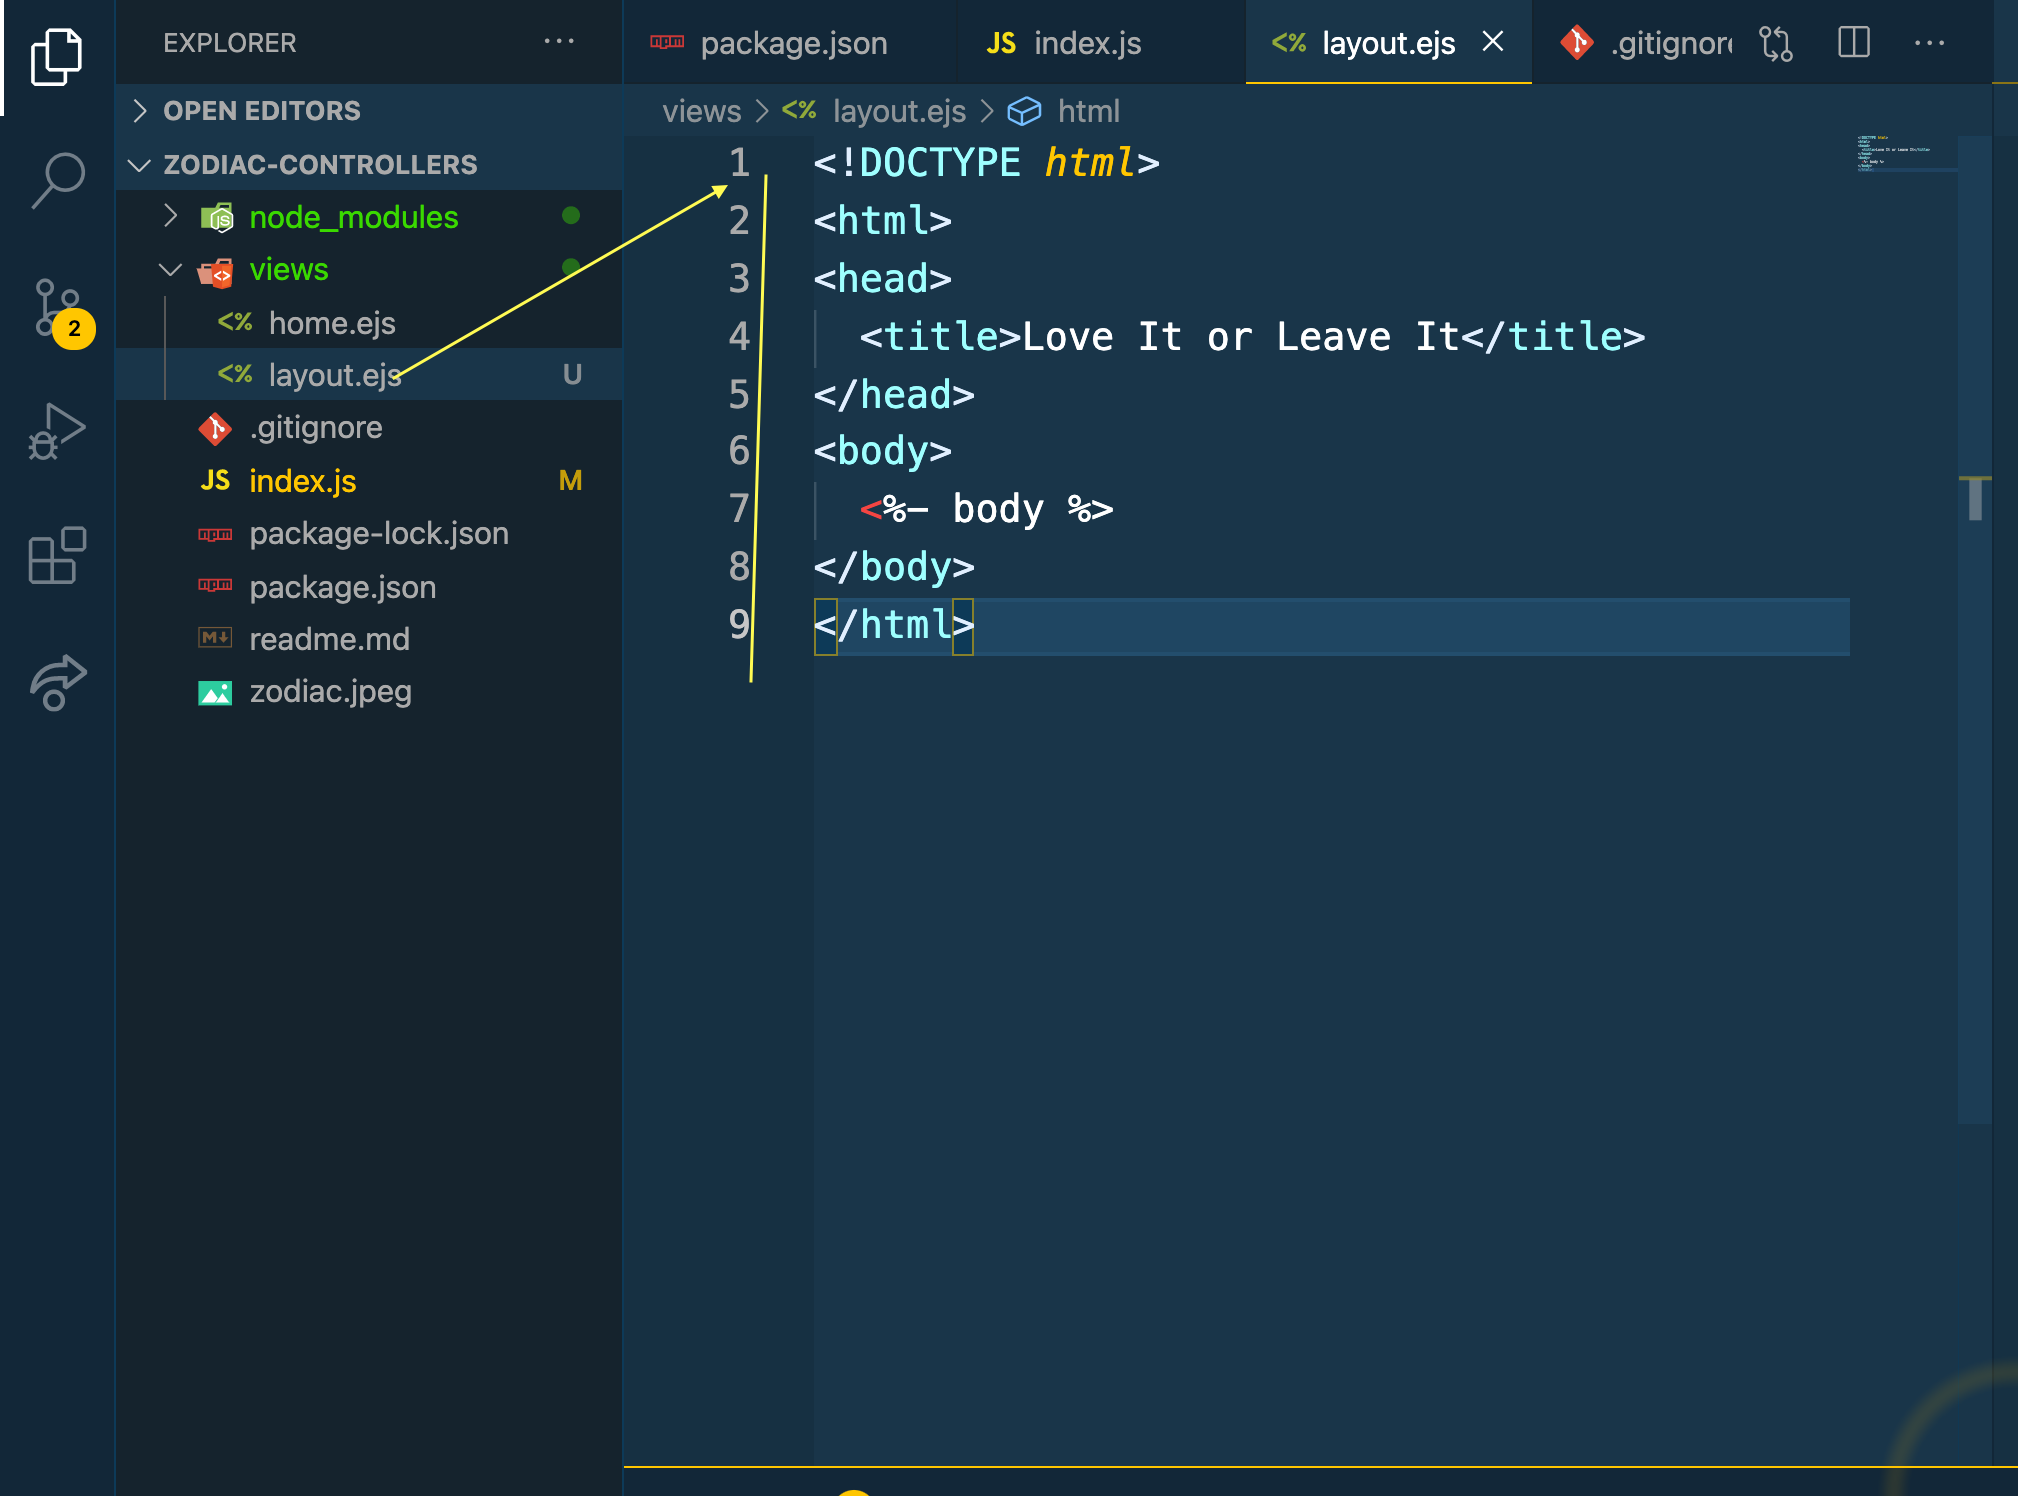 EXPLORER
package.json
JS index.js
<% layout.ejs
.gitignor
OPEN EDITORS
views > <% layout.ejs > html
ZODIAC-CONTROLLERS
node_modules
views
<% home.ejs
<% layout.ejs U
.gitignore
JS index.js M
package-lock.json
package.json
readme.md
zodiac.jpeg
2
1 <!DOCTYPE html>
2 <html>
3 <head>
4 <title>Love It or Leave It</title>
5 </head>
6 <body>
7 <%- body %>
8 </body>
9 </html>